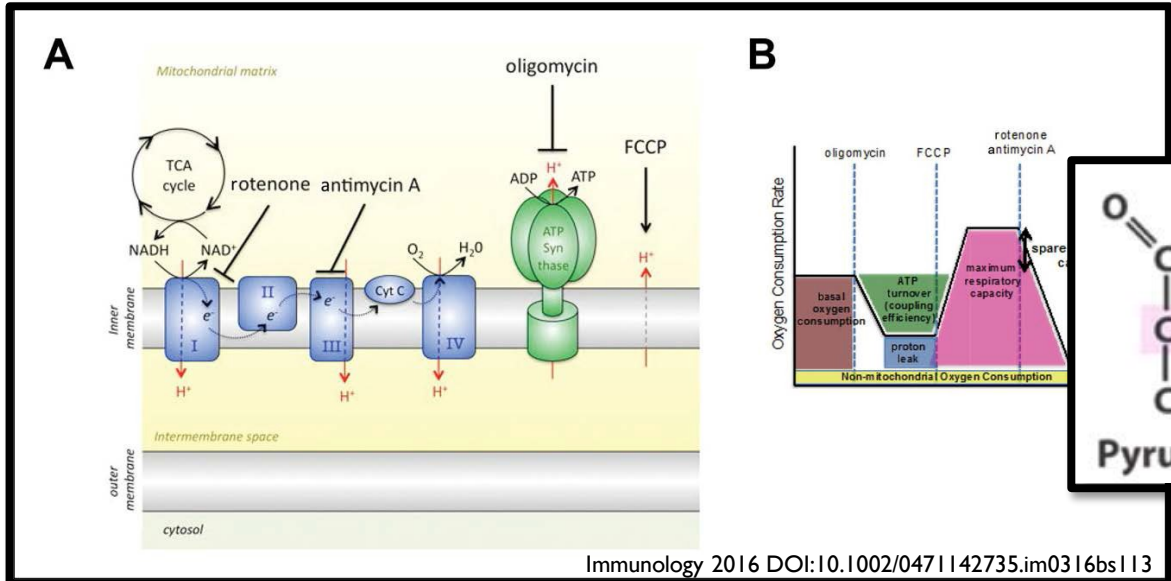 A
Mitochondrial matrix
oligomycin
FCCP
TCA
cycle
rotenone antimycin A
NADH
NAD⁺
O₂
H₂0
ADP
H⁺
ATP
ATP
Syn
thase
H⁺
Inner
membrane
I
e⁻
II
e⁻
III
e⁻
Cyt C
IV
H⁺
H⁺
H⁺
Intermembrane space
outer
membrane
cytosol
B
oligomycin
FCCP
rotenone
antimycin A
Oxygen Consumption Rate
basal
oxygen
consumption
ATP
turnover
(coupling
efficiency)
proton
leak
maximum
respiratory
capacity
spare
Non-mitochondrial Oxygen Consumption
O
Immunology 2016 DOI:10.1002/0471142735.im0316bs113